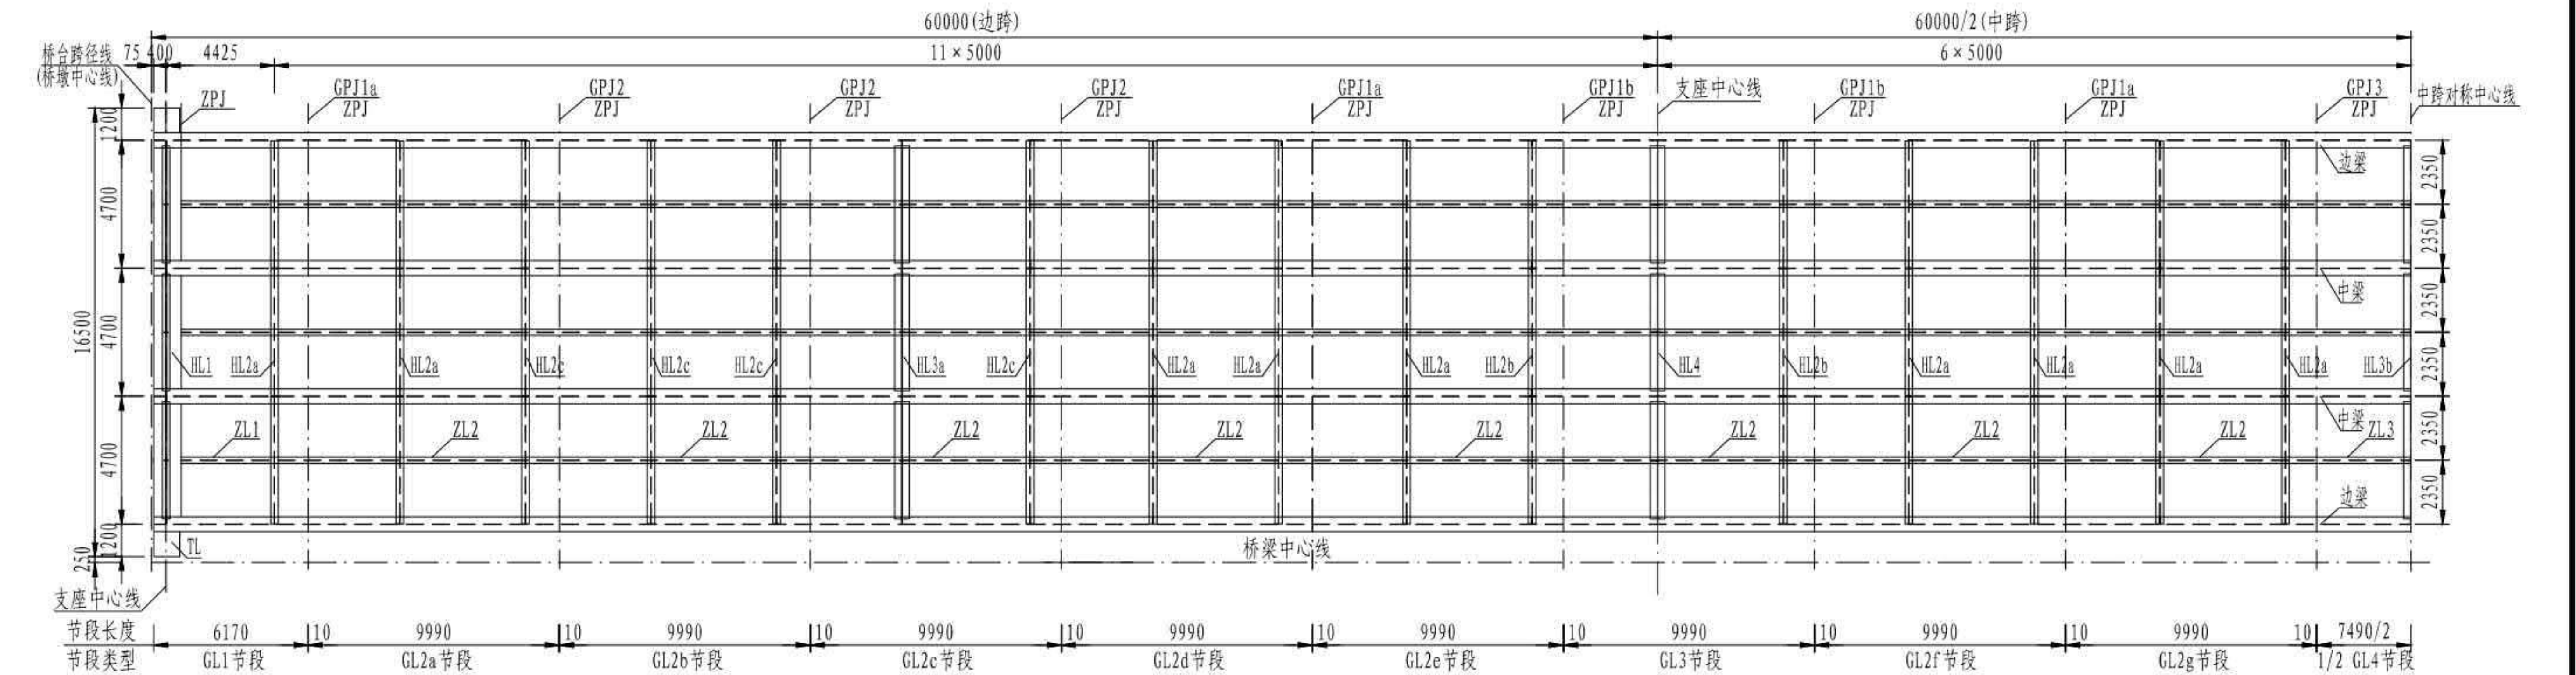 60000(边跨) 60000/2(中跨)
桥台跨径线 75 400 4425 11×5000 6×5000
(桥墩中心线)
ZPJ GPJ1a GPJ2 GPJ2 GPJ2 GPJ1a GPJ1b 支座中心线 GPJ1b GPJ1a GPJ3 中跨对称中心线
ZPJ ZPJ ZPJ ZPJ ZPJ ZPJ ZPJ ZPJ ZPJ
1200 4700 4700 4700 1200 250
16500
边梁
中梁
2350 2350 2350 2350 2350 2350
HL1 HL2a HL2a HL2c HL2c HL2c HL3a HL2c HL2a HL2a HL2a HL2b HL4 HL2b HL2a HL2a HL2a HL2a HL3b
中梁
ZL1 ZL2 ZL2 ZL2 ZL2 ZL2 ZL2 ZL2 ZL2 ZL3
边梁
TL 桥梁中心线
支座中心线
节段长度 6170 10 9990 10 9990 10 9990 10 9990 10 9990 10 9990 10 9990 10 9990 10 7490/2
节段类型 GL1节段 GL2a节段 GL2b节段 GL2c节段 GL2d节段 GL2e节段 GL3节段 GL2f节段 GL2g节段 1/2 GL4节段